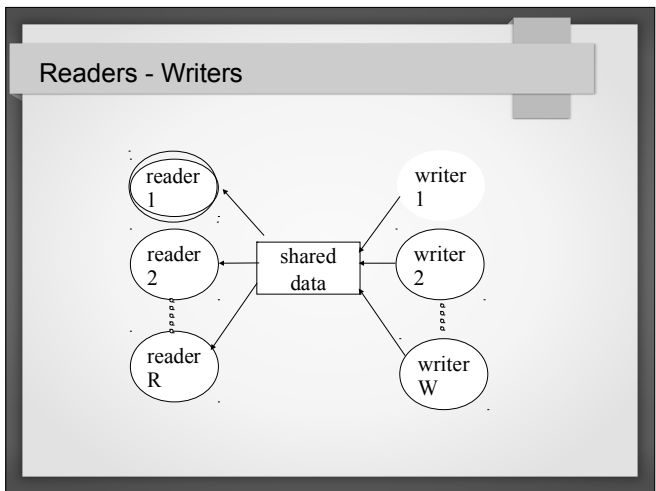 Readers - Writers
reader
1
writer
1
reader
2
shared
data
writer
2
reader
R
writer
W